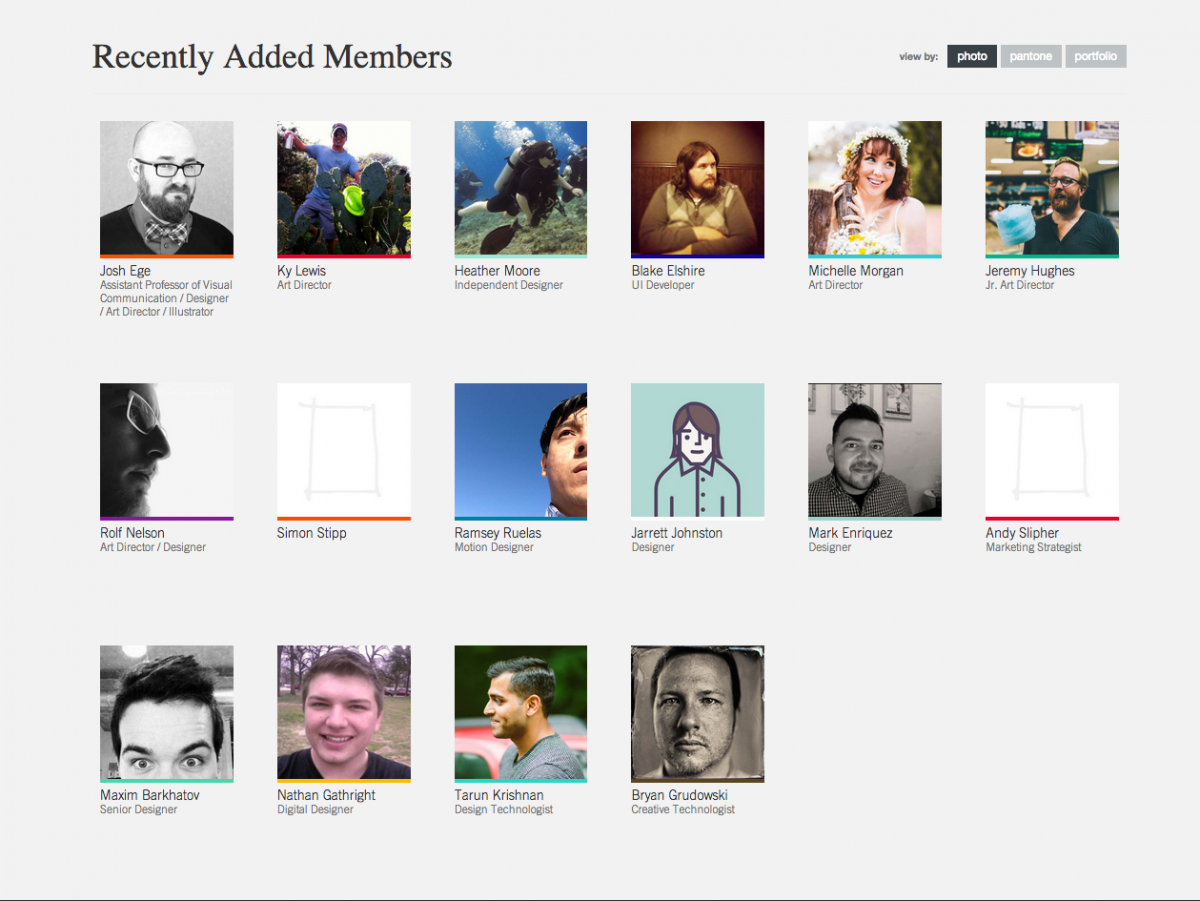 Recently Added Members
view by: photo pantone portfolio
Josh Ege
Assistant Professor of Visual
Communication / Designer
/ Art Director / Illustrator
Ky Lewis
Art Director
Heather Moore
Independent Designer
Blake Elshire
UI Developer
Michelle Morgan
Art Director
Jeremy Hughes
Jr. Art Director
Rolf Nelson
Art Director / Designer
Simon Stipp
Ramsey Ruelas
Motion Designer
Jarrett Johnston
Designer
Mark Enriquez
Designer
Andy Slipher
Marketing Strategist
Maxim Barkhatov
Senior Designer
Nathan Gathright
Digital Designer
Tarun Krishnan
Design Technologist
Bryan Grudowski
Creative Technologist